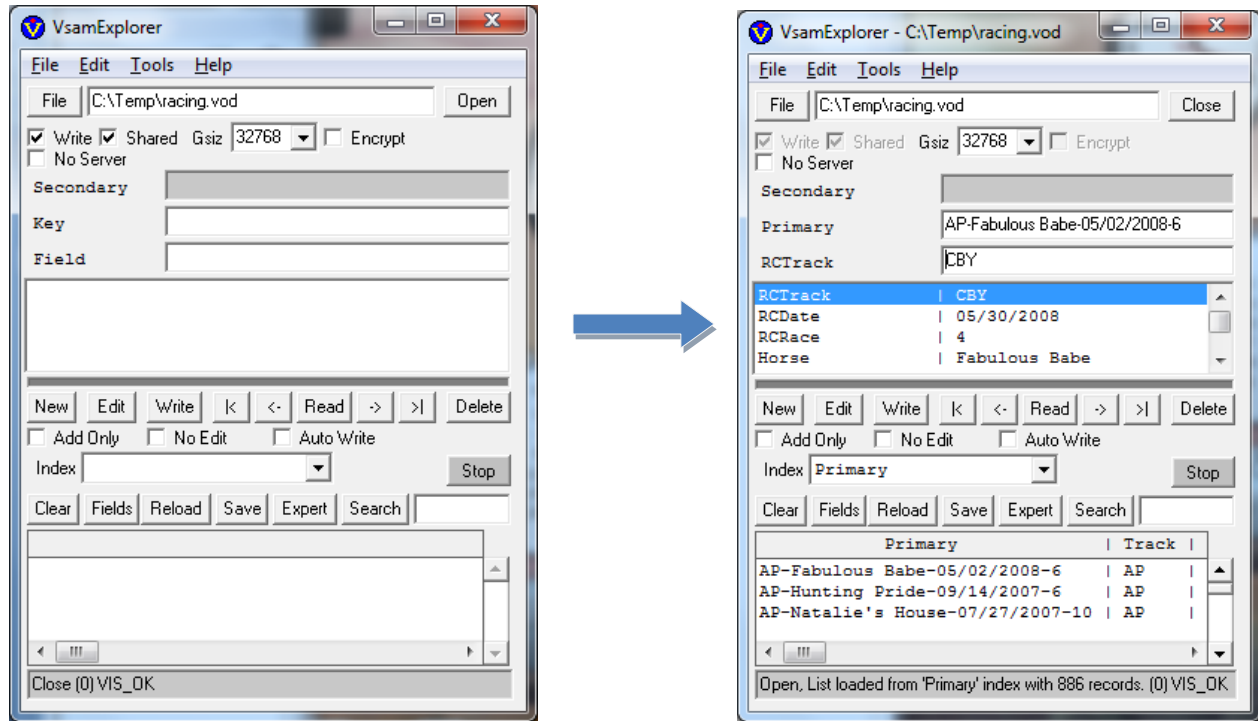 VsamExplorer
File Edit Tools Help
File C:\Temp\racing.vod Open
Write Shared Gsiz 32768 Encrypt
No Server
Secondary
Key
Field
New Edit Write |< <- Read -> >| Delete
Add Only No Edit Auto Write
Index Stop
Clear Fields Reload Save Expert Search
Close (0) VIS_OK
VsamExplorer - C:\Temp\racing.vod
File Edit Tools Help
File C:\Temp\racing.vod Close
Write Shared Gsiz 32768 Encrypt
No Server
Secondary
Primary AP-Fabulous Babe-05/02/2008-6
RCTrack CBY
RCTrack | CBY
RCDate | 05/30/2008
RCRace | 4
Horse | Fabulous Babe
New Edit Write |< <- Read -> >| Delete
Add Only No Edit Auto Write
Index Primary Stop
Clear Fields Reload Save Expert Search
Primary | Track |
AP-Fabulous Babe-05/02/2008-6 | AP |
AP-Hunting Pride-09/14/2007-6 | AP |
AP-Natalie's House-07/27/2007-10 | AP |
Open, List loaded from 'Primary' index with 886 records. (0) VIS_OK